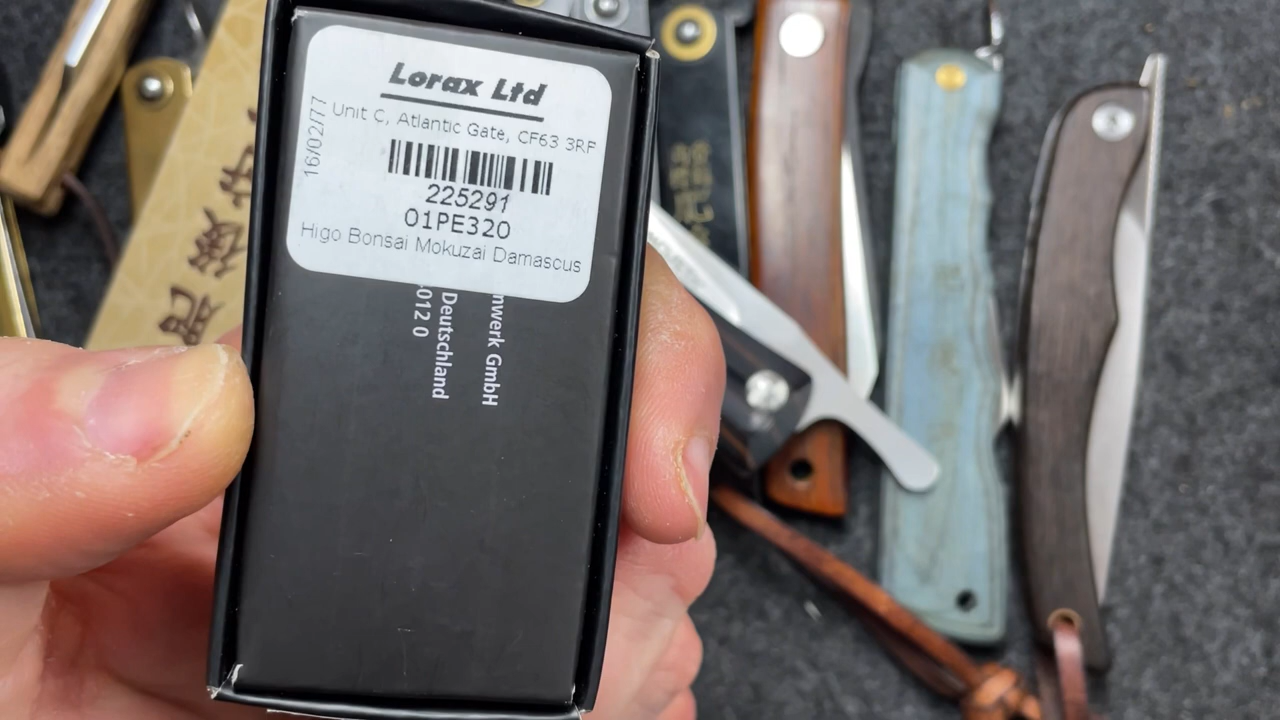 Lorax Ltd
Unit C, Atlantic Gate, CF63 3RF
16/02/77
225291
01PE320
Higo Bonsai Mokuzai Damascus
nwerk GmbH
Deutschland
012 0